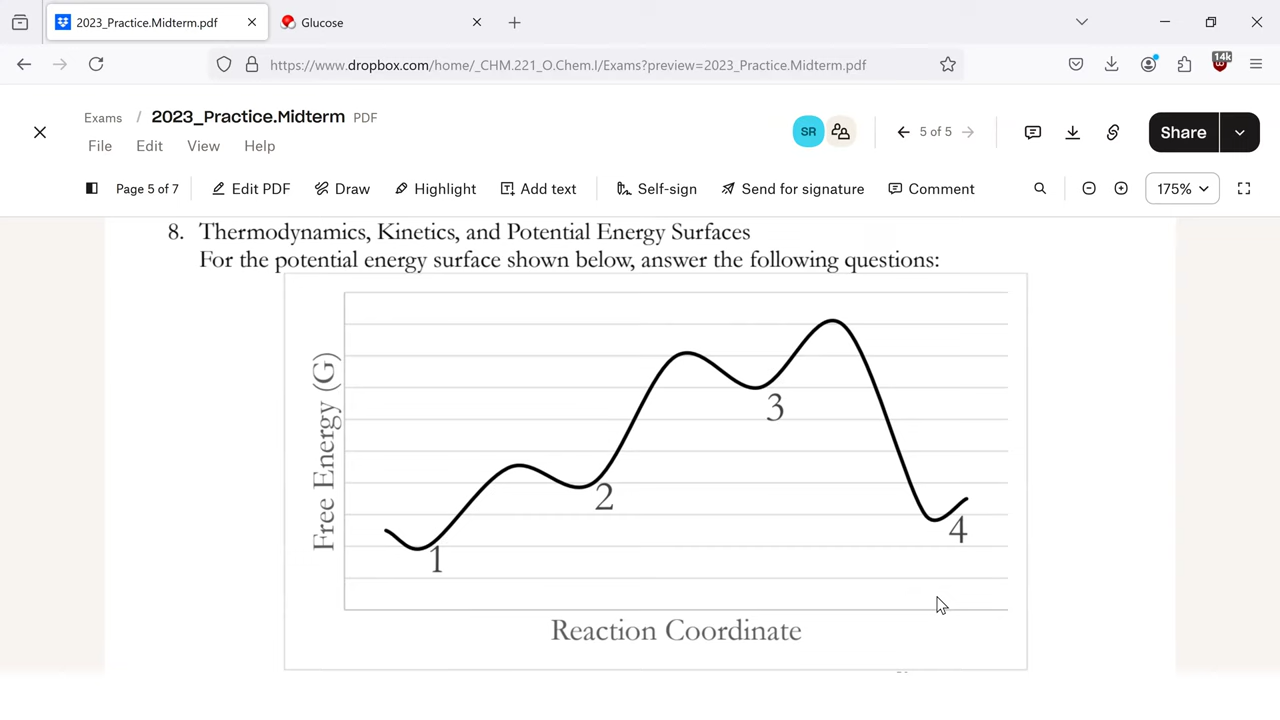 2023_Practice.Midterm.pdf
Glucose
https://www.dropbox.com/home/_CHM.221_O.Chem.I/Exams?preview=2023_Practice.Midterm.pdf
14k
Exams / 2023_Practice.Midterm PDF
File Edit View Help
SR
5 of 5
Share
Page 5 of 7
Edit PDF
Draw
Highlight
Add text
Self-sign
Send for signature
Comment
175%
8. Thermodynamics, Kinetics, and Potential Energy Surfaces
For the potential energy surface shown below, answer the following questions:
Free Energy (G)
1
2
3
4
Reaction Coordinate